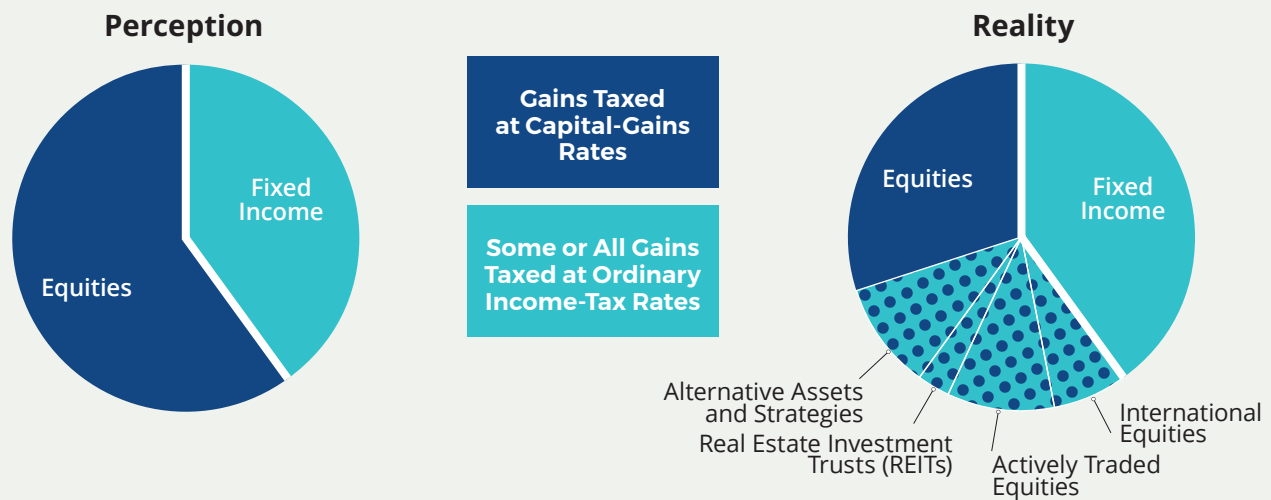 Perception
Fixed
Income
Equities
Gains Taxed
at Capital-Gains
Rates
Some or All Gains
Taxed at Ordinary
Income-Tax Rates
Reality
Equities
Fixed
Income
Alternative Assets
and Strategies
Real Estate Investment
Trusts (REITs)
Actively Traded
Equities
International
Equities